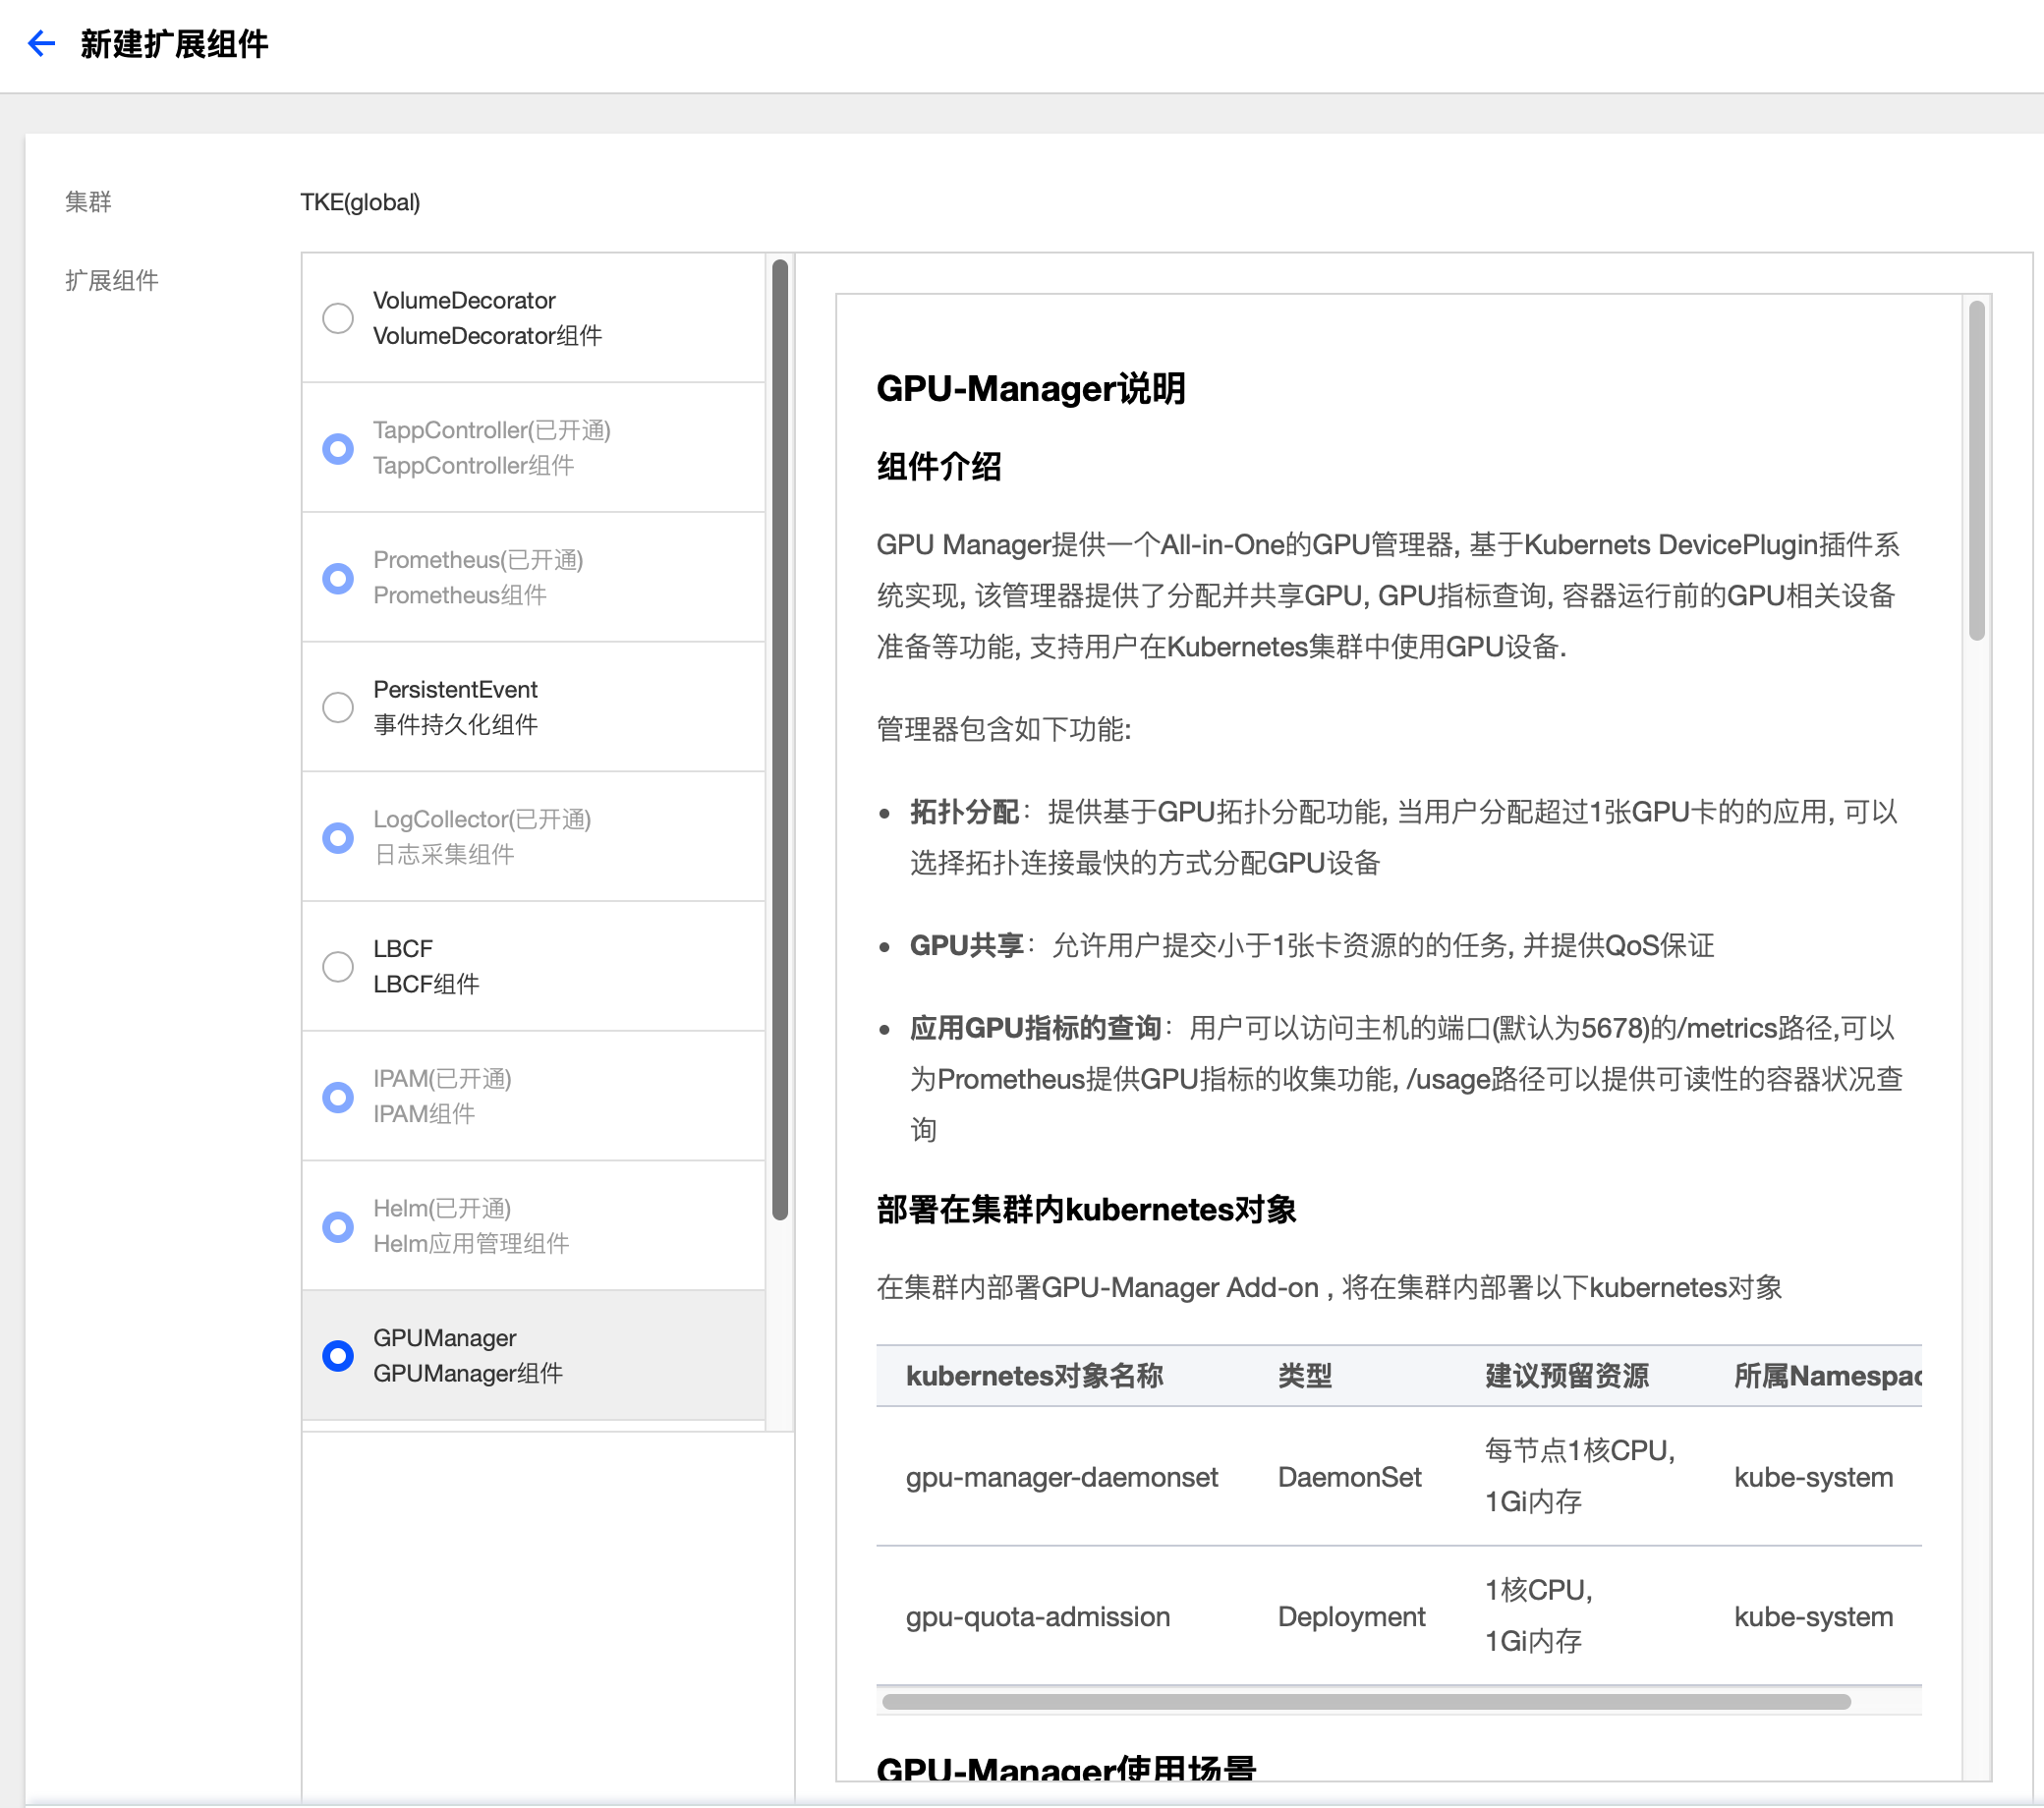 新建扩展组件
集群
TKE(global)
扩展组件
VolumeDecorator
VolumeDecorator组件
TappController(已开通)
TappController组件
Prometheus(已开通)
Prometheus组件
PersistentEvent
事件持久化组件
LogCollector(已开通)
日志采集组件
LBCF
LBCF组件
IPAM(已开通)
IPAM组件
Helm(已开通)
Helm应用管理组件
GPUManager
GPUManager组件
GPU-Manager说明
组件介绍
GPU Manager提供一个All-in-One的GPU管理器, 基于Kubernets DevicePlugin插件系
统实现, 该管理器提供了分配并共享GPU, GPU指标查询, 容器运行前的GPU相关设备
准备等功能, 支持用户在Kubernetes集群中使用GPU设备.
管理器包含如下功能:
拓扑分配：提供基于GPU拓扑分配功能, 当用户分配超过1张GPU卡的的应用, 可以
选择拓扑连接最快的方式分配GPU设备
GPU共享：允许用户提交小于1张卡资源的的任务, 并提供QoS保证
应用GPU指标的查询：用户可以访问主机的端口(默认为5678)的/metrics路径,可以
为Prometheus提供GPU指标的收集功能, /usage路径可以提供可读性的容器状况查
询
部署在集群内kubernetes对象
在集群内部署GPU-Manager Add-on , 将在集群内部署以下kubernetes对象
kubernetes对象名称 类型 建议预留资源 所属Namespac
gpu-manager-daemonset DaemonSet 每节点1核CPU, kube-system
1Gi内存
gpu-quota-admission Deployment 1核CPU, kube-system
1Gi内存
GPU-Manager使用场景